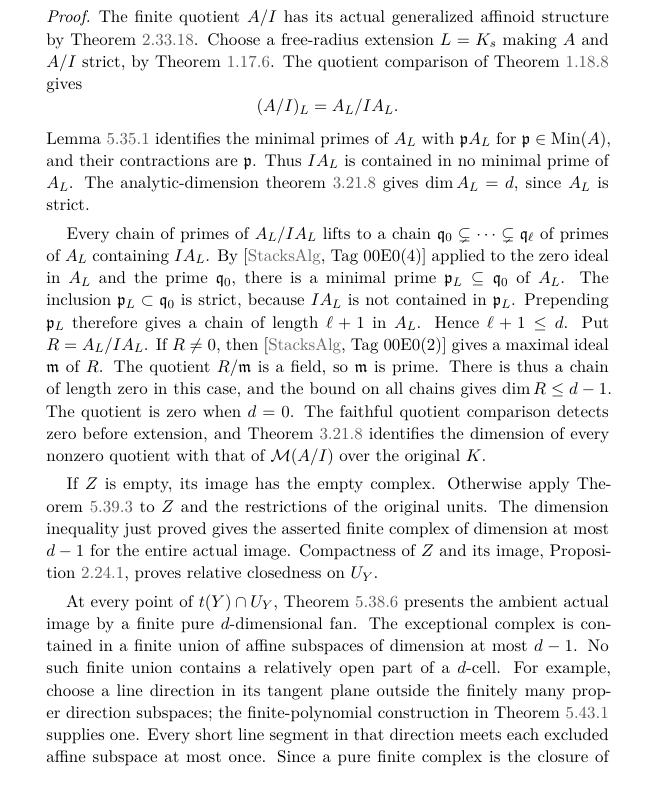 Proof. The finite quotient A/I has its actual generalized affinoid structure
by Theorem 2.33.18. Choose a free-radius extension L = K_s making A and
A/I strict, by Theorem 1.17.6. The quotient comparison of Theorem 1.18.8
gives
(A/I)_L = A_L/IA_L.
Lemma 5.35.1 identifies the minimal primes of A_L with 𝔭A_L for 𝔭 ∈ Min(A),
and their contractions are 𝔭. Thus IA_L is contained in no minimal prime of
A_L. The analytic-dimension theorem 3.21.8 gives dim A_L = d, since A_L is
strict.
Every chain of primes of A_L/IA_L lifts to a chain 𝔮_0 ⊊ ⋯ ⊊ 𝔮_ℓ of primes
of A_L containing IA_L. By [StacksAlg, Tag 00E0(4)] applied to the zero ideal
in A_L and the prime 𝔮_0, there is a minimal prime 𝔭_L ⊆ 𝔮_0 of A_L. The
inclusion 𝔭_L ⊂ 𝔮_0 is strict, because IA_L is not contained in 𝔭_L. Prepending
𝔭_L therefore gives a chain of length ℓ + 1 in A_L. Hence ℓ + 1 ≤ d. Put
R = A_L/IA_L. If R ≠ 0, then [StacksAlg, Tag 00E0(2)] gives a maximal ideal
𝔪 of R. The quotient R/𝔪 is a field, so 𝔪 is prime. There is thus a chain
of length zero in this case, and the bound on all chains gives dim R ≤ d − 1.
The quotient is zero when d = 0. The faithful quotient comparison detects
zero before extension, and Theorem 3.21.8 identifies the dimension of every
nonzero quotient with that of ℳ(A/I) over the original K.
If Z is empty, its image has the empty complex. Otherwise apply The-
orem 5.39.3 to Z and the restrictions of the original units. The dimension
inequality just proved gives the asserted finite complex of dimension at most
d − 1 for the entire actual image. Compactness of Z and its image, Proposi-
tion 2.24.1, proves relative closedness on U_Y.
At every point of t(Y) ∩ U_Y, Theorem 5.38.6 presents the ambient actual
image by a finite pure d-dimensional fan. The exceptional complex is con-
tained in a finite union of affine subspaces of dimension at most d − 1. No
such finite union contains a relatively open part of a d-cell. For example,
choose a line direction in its tangent plane outside the finitely many prop-
er direction subspaces; the finite-polynomial construction in Theorem 5.43.1
supplies one. Every short line segment in that direction meets each excluded
affine subspace at most once. Since a pure finite complex is the closure of